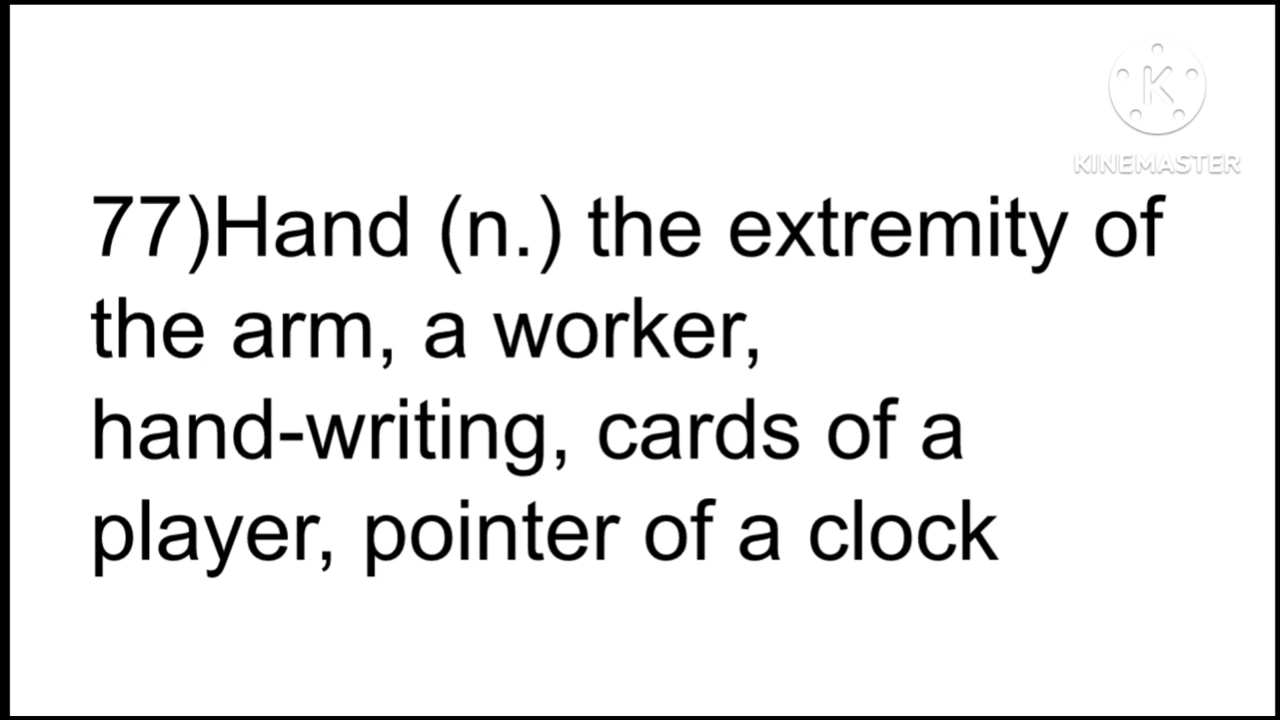 K
KINEMASTER
77)Hand (n.) the extremity of
the arm, a worker,
hand-writing, cards of a
player, pointer of a clock